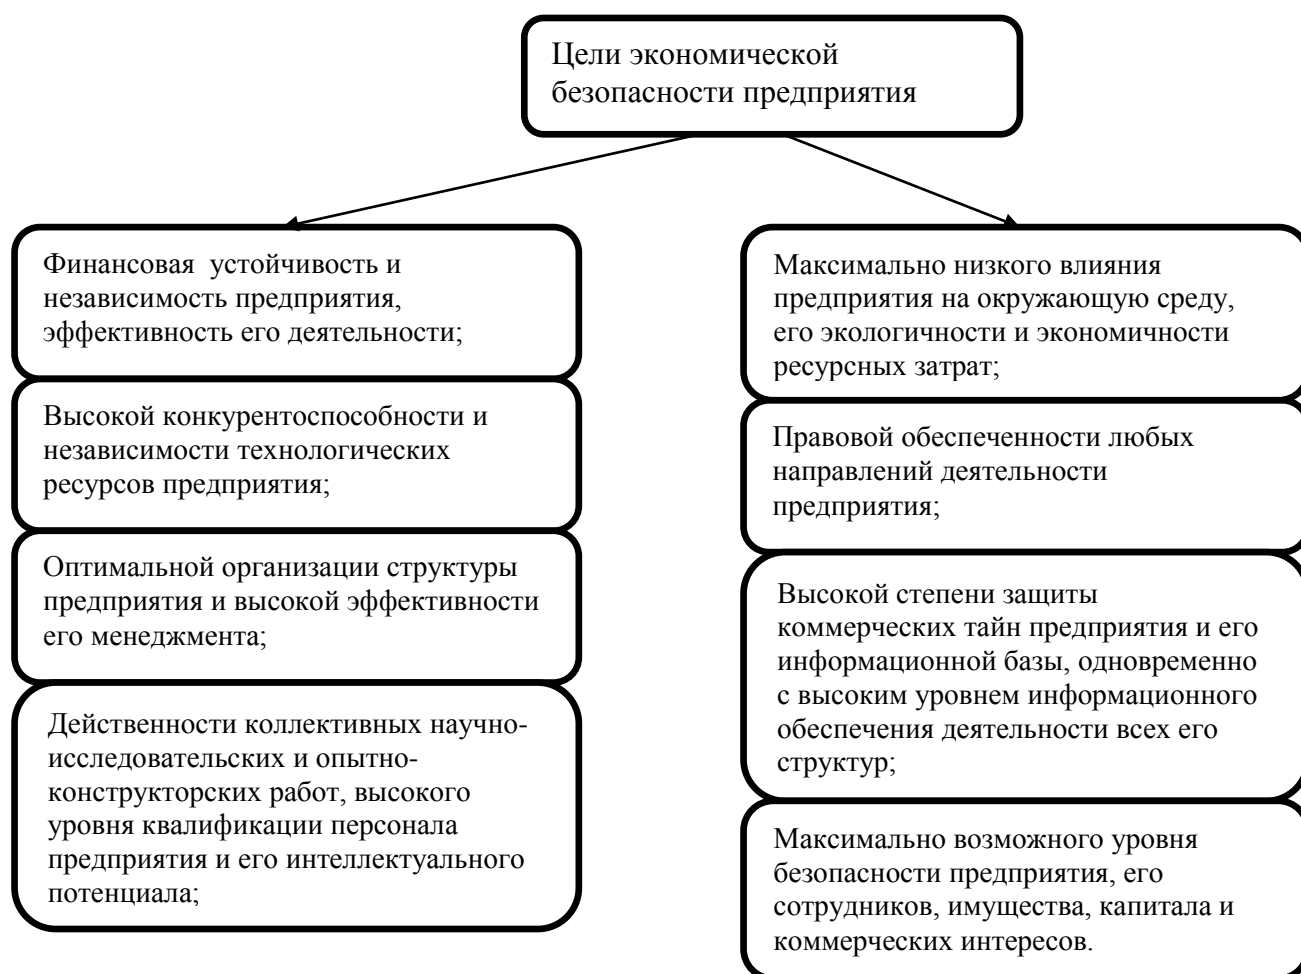 Цели экономической
безопасности предприятия
Финансовая  устойчивость и
независимость предприятия,
эффективность его деятельности;
Высокой конкурентоспособности и
независимости технологических
ресурсов предприятия;
Оптимальной организации структуры
предприятия и высокой эффективности
его менеджмента;
Действенности коллективных научно-
исследовательских и опытно-
конструкторских работ, высокого
уровня квалификации персонала
предприятия и его интеллектуального
потенциала;
Максимально низкого влияния
предприятия на окружающую среду,
его экологичности и экономичности
ресурсных затрат;
Правовой обеспеченности любых
направлений деятельности
предприятия;
Высокой степени защиты
коммерческих тайн предприятия и его
информационной базы, одновременно
с высоким уровнем информационного
обеспечения деятельности всех его
структур;
Максимально возможного уровня
безопасности предприятия, его
сотрудников, имущества, капитала и
коммерческих интересов.